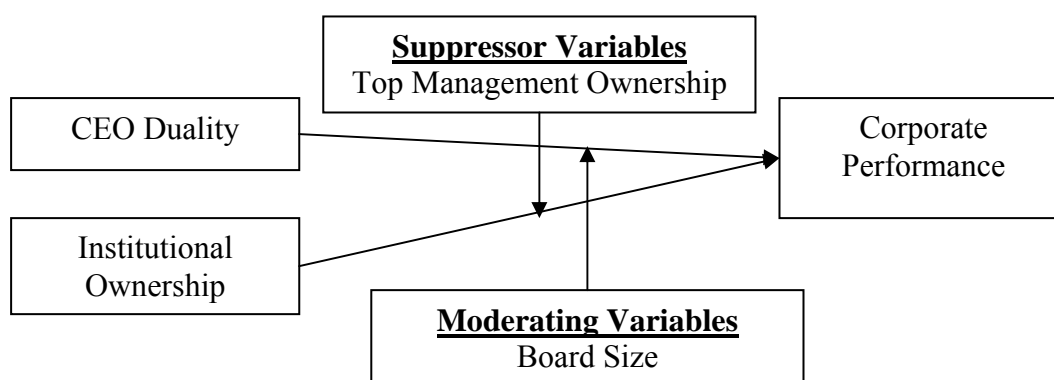 Suppressor Variables
Top Management Ownership
CEO Duality
Corporate
Performance
Institutional
Ownership
Moderating Variables
Board Size